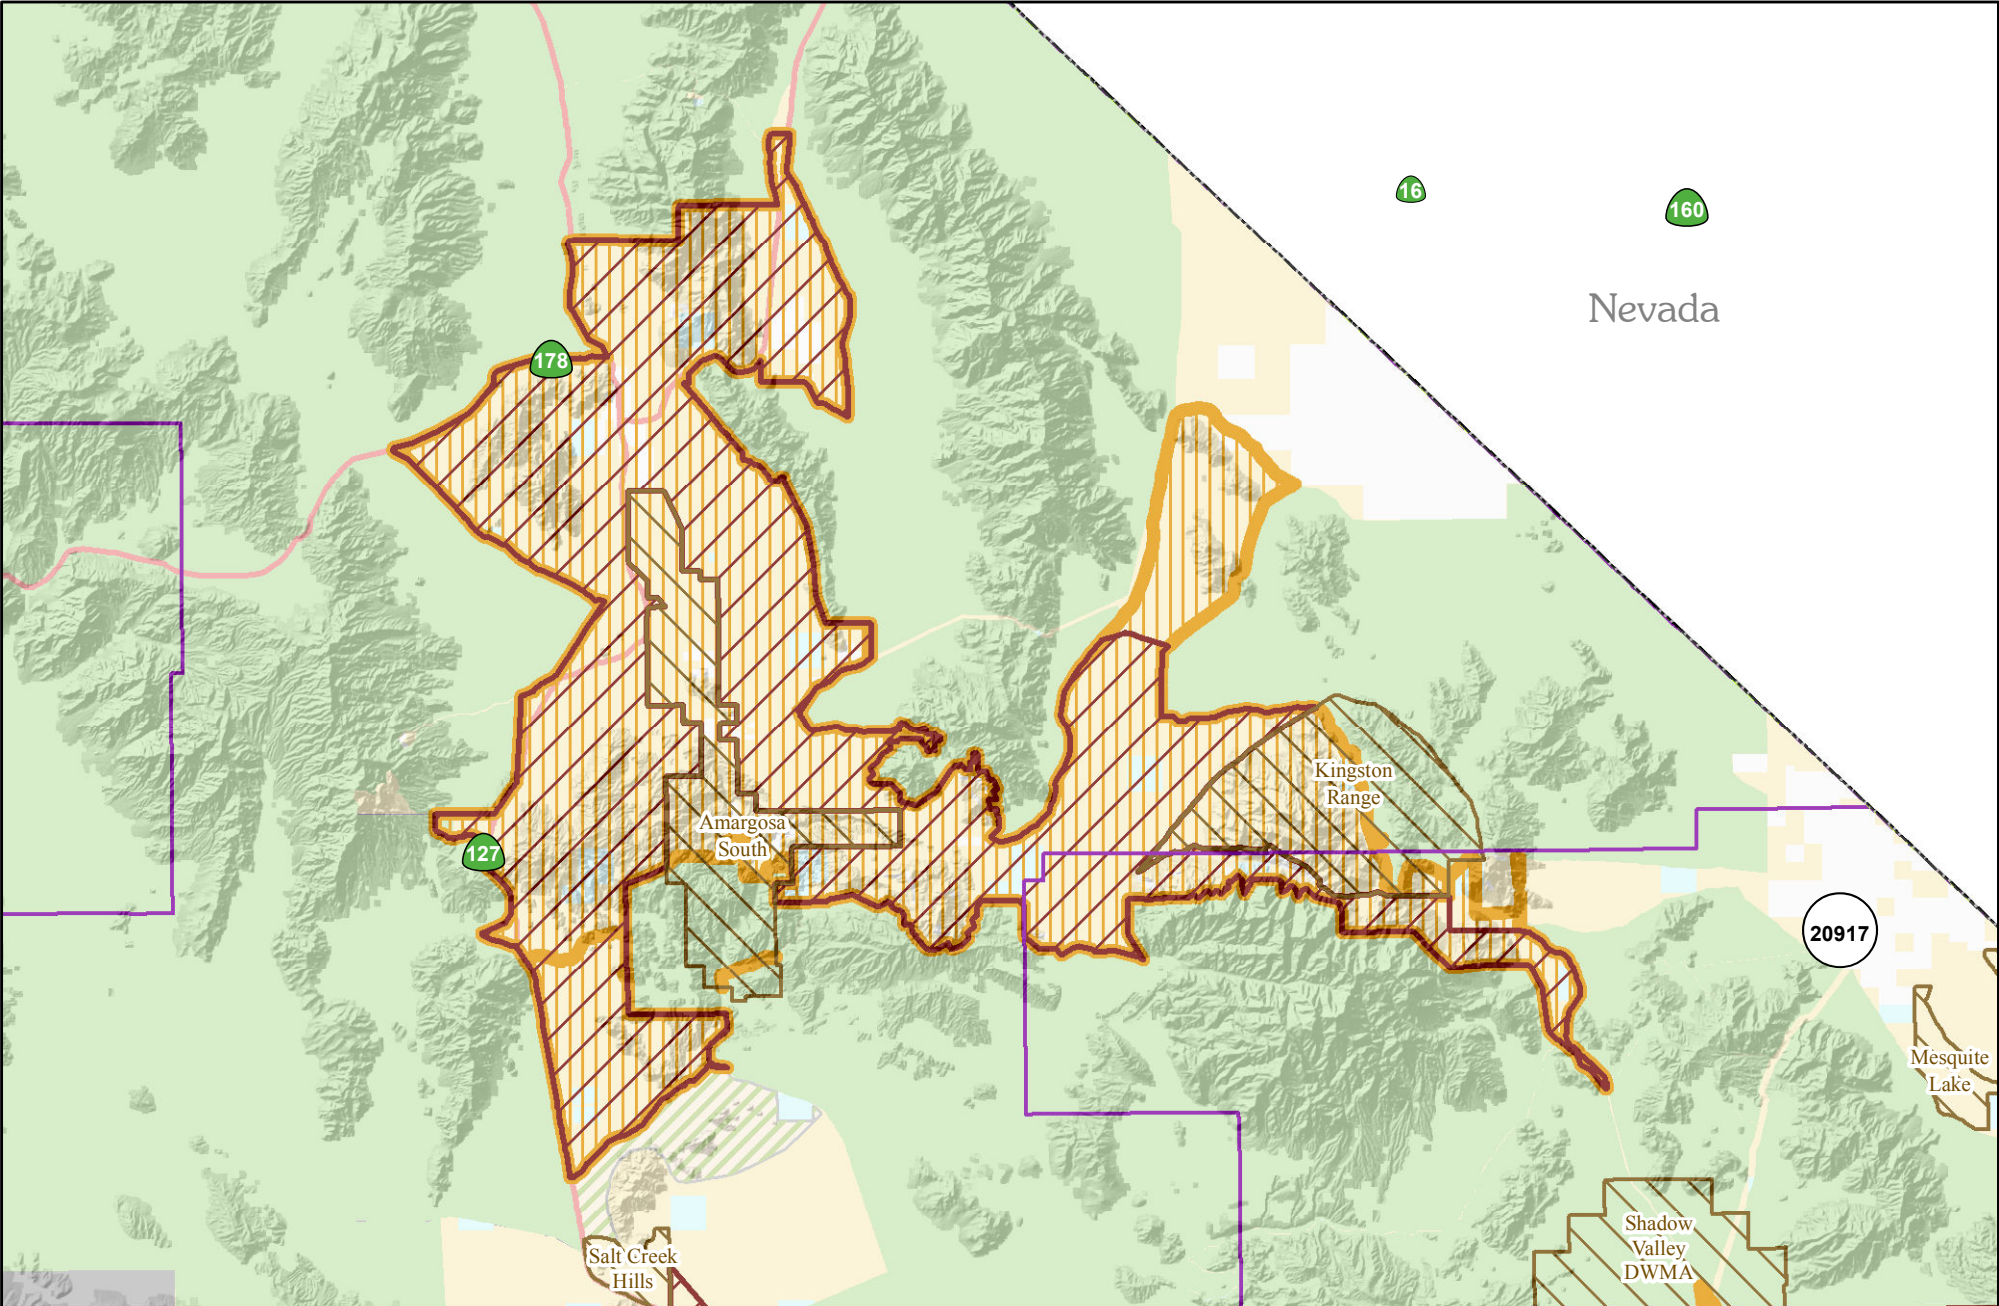 16
160
Nevada
178
Kingston
Range
Amargosa
South
127
20917
Mesquite
Lake
Shadow
Valley
DWMA
Salt Creek
Hills